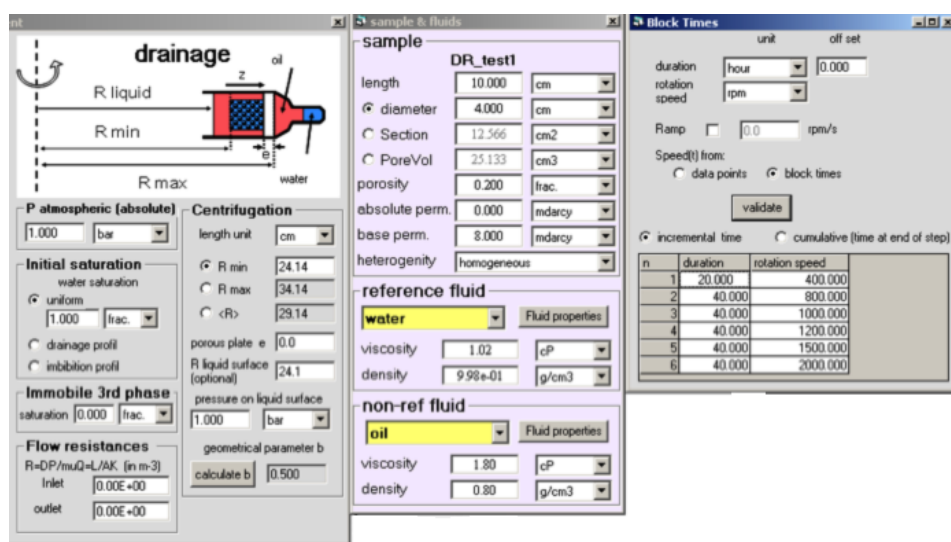 ent
drainage
oil
z
R liquid
R min
e
R max
water
P atmospheric (absolute)
1.000 bar
Initial saturation
water saturation
uniform
1.000 frac.
drainage profil
imbibition profil
Immobile 3rd phase
saturation 0.000 frac.
Flow resistances
R=DP/muQ=L/AK (in m-3)
Inlet 0.00E+00
outlet 0.00E+00
Centrifugation
length unit cm
R min 24.14
R max 34.14
<R> 29.14
porous plate e 0.0
R liquid surface
(optional) 24.1
pressure on liquid surface
1.000 bar
geometrical parameter b
calculate b 0.500
sample & fluids
sample
DR_test1
length 10.000 cm
diameter 4.000 cm
Section 12.566 cm2
PoreVol 25.133 cm3
porosity 0.200 frac.
absolute perm. 0.000 mdarcy
base perm. 8.000 mdarcy
heterogenity homogeneous
reference fluid
water Fluid properties
viscosity 1.02 cP
density 9.98e-01 g/cm3
non-ref fluid
oil Fluid properties
viscosity 1.80 cP
density 0.80 g/cm3
Block Times
unit off set
duration hour 0.000
rotation
speed rpm
Ramp 0.0 rpm/s
Speed(t) from:
data points block times
validate
incremental time cumulative (time at end of step)
n duration rotation speed
1 20.000 400.000
2 40.000 800.000
3 40.000 1000.000
4 40.000 1200.000
5 40.000 1500.000
6 40.000 2000.000